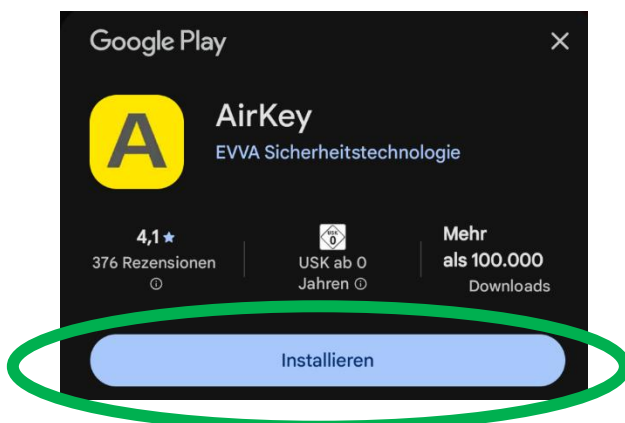 Google Play
A
AirKey
EVVA Sicherheitstechnologie
4,1★
376 Rezensionen
USK
0
USK ab 0
Jahren
Mehr
als 100.000
Downloads
Installieren